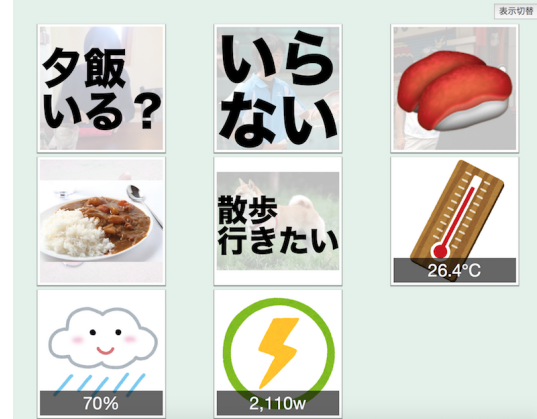 表示切替
夕飯
いる？
いら
ない
散歩
行きたい
26.4℃
70%
2,110w